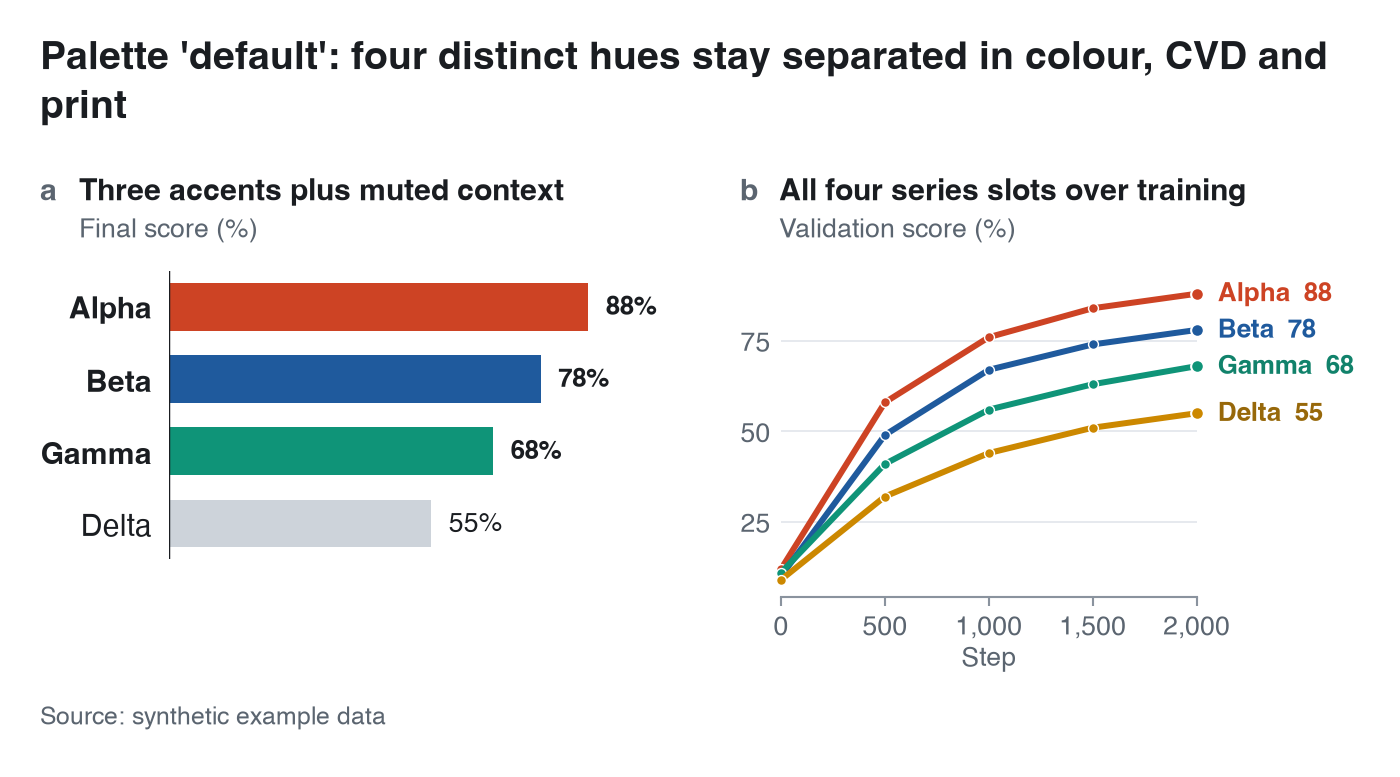 Palette 'default': four distinct hues stay separated in colour, CVD and
print
a Three accents plus muted context
Final score (%)
Alpha 88%
Beta 78%
Gamma 68%
Delta 55%
b All four series slots over training
Validation score (%)
75
50
25
Alpha 88
Beta 78
Gamma 68
Delta 55
0 500 1,000 1,500 2,000
Step
Source: synthetic example data